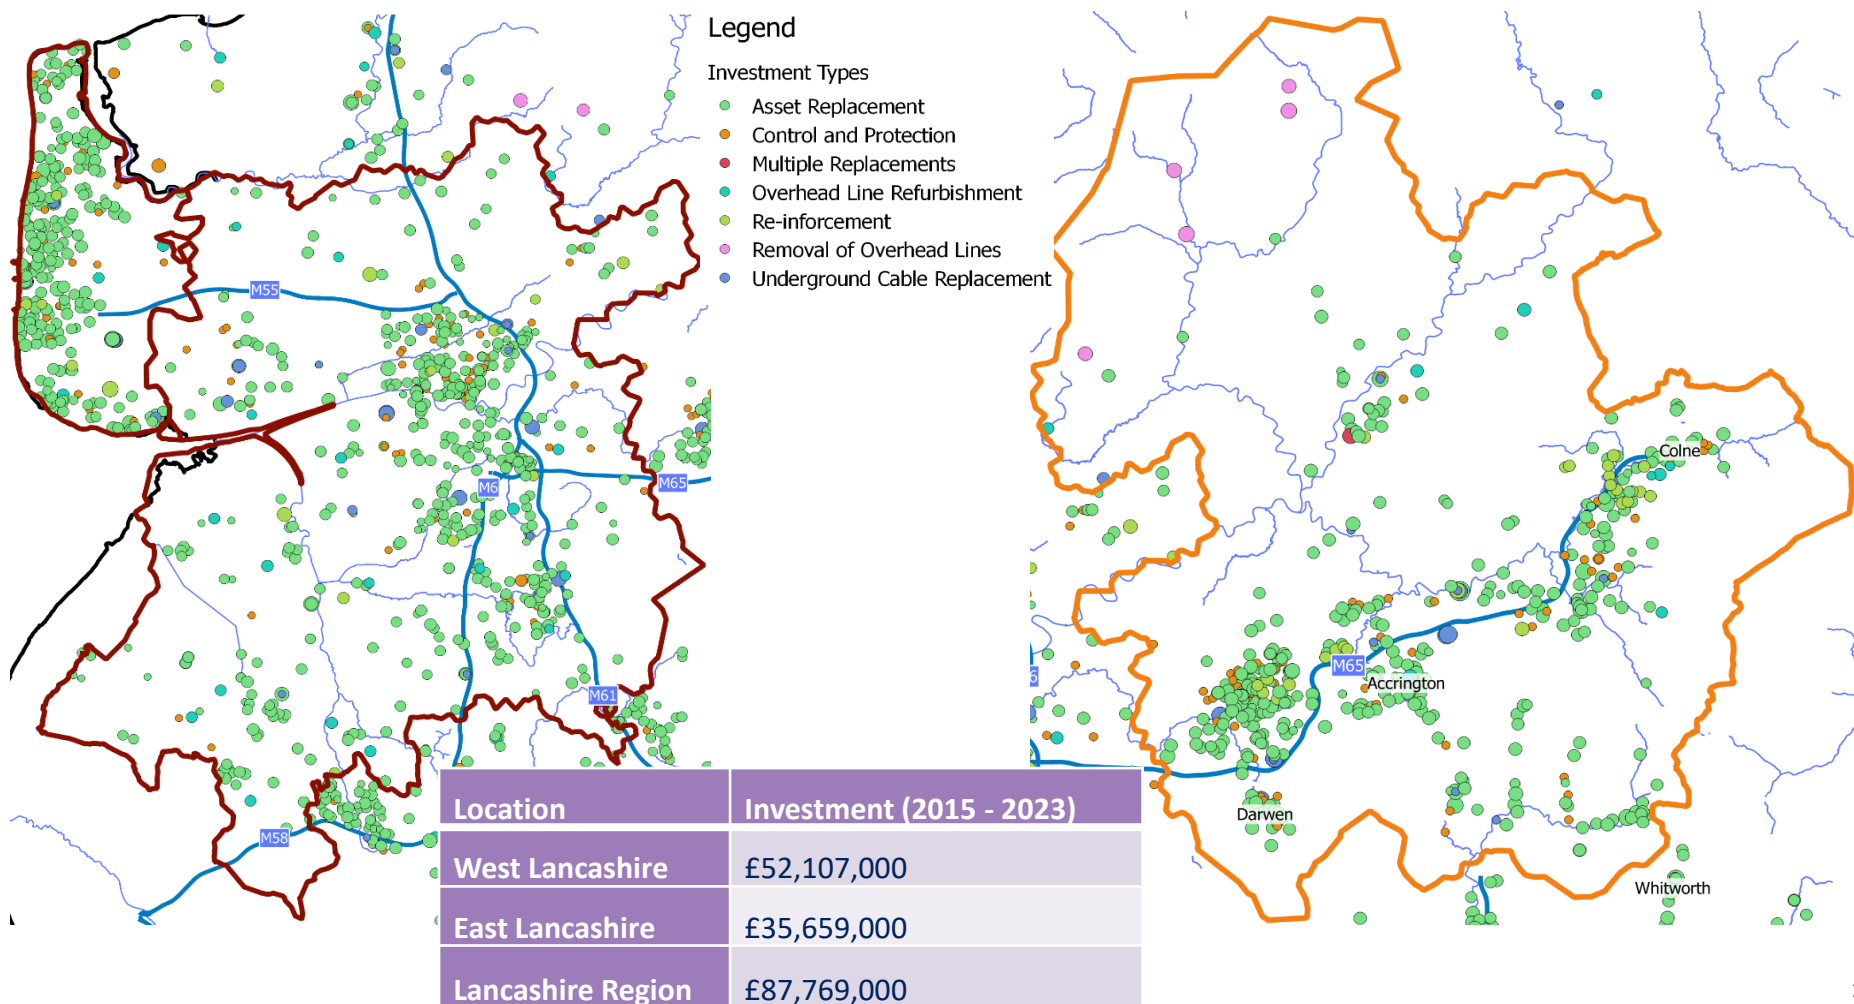 Legend
Investment Types
Asset Replacement
Control and Protection
Multiple Replacements
Overhead Line Refurbishment
Re-inforcement
Removal of Overhead Lines
Underground Cable Replacement
M55
M6
M65
M61
M58
Colne
M65
Accrington
6
Darwen
Whitworth
Location Investment (2015 - 2023)
West Lancashire £52,107,000
East Lancashire £35,659,000
Lancashire Region £87,769,000